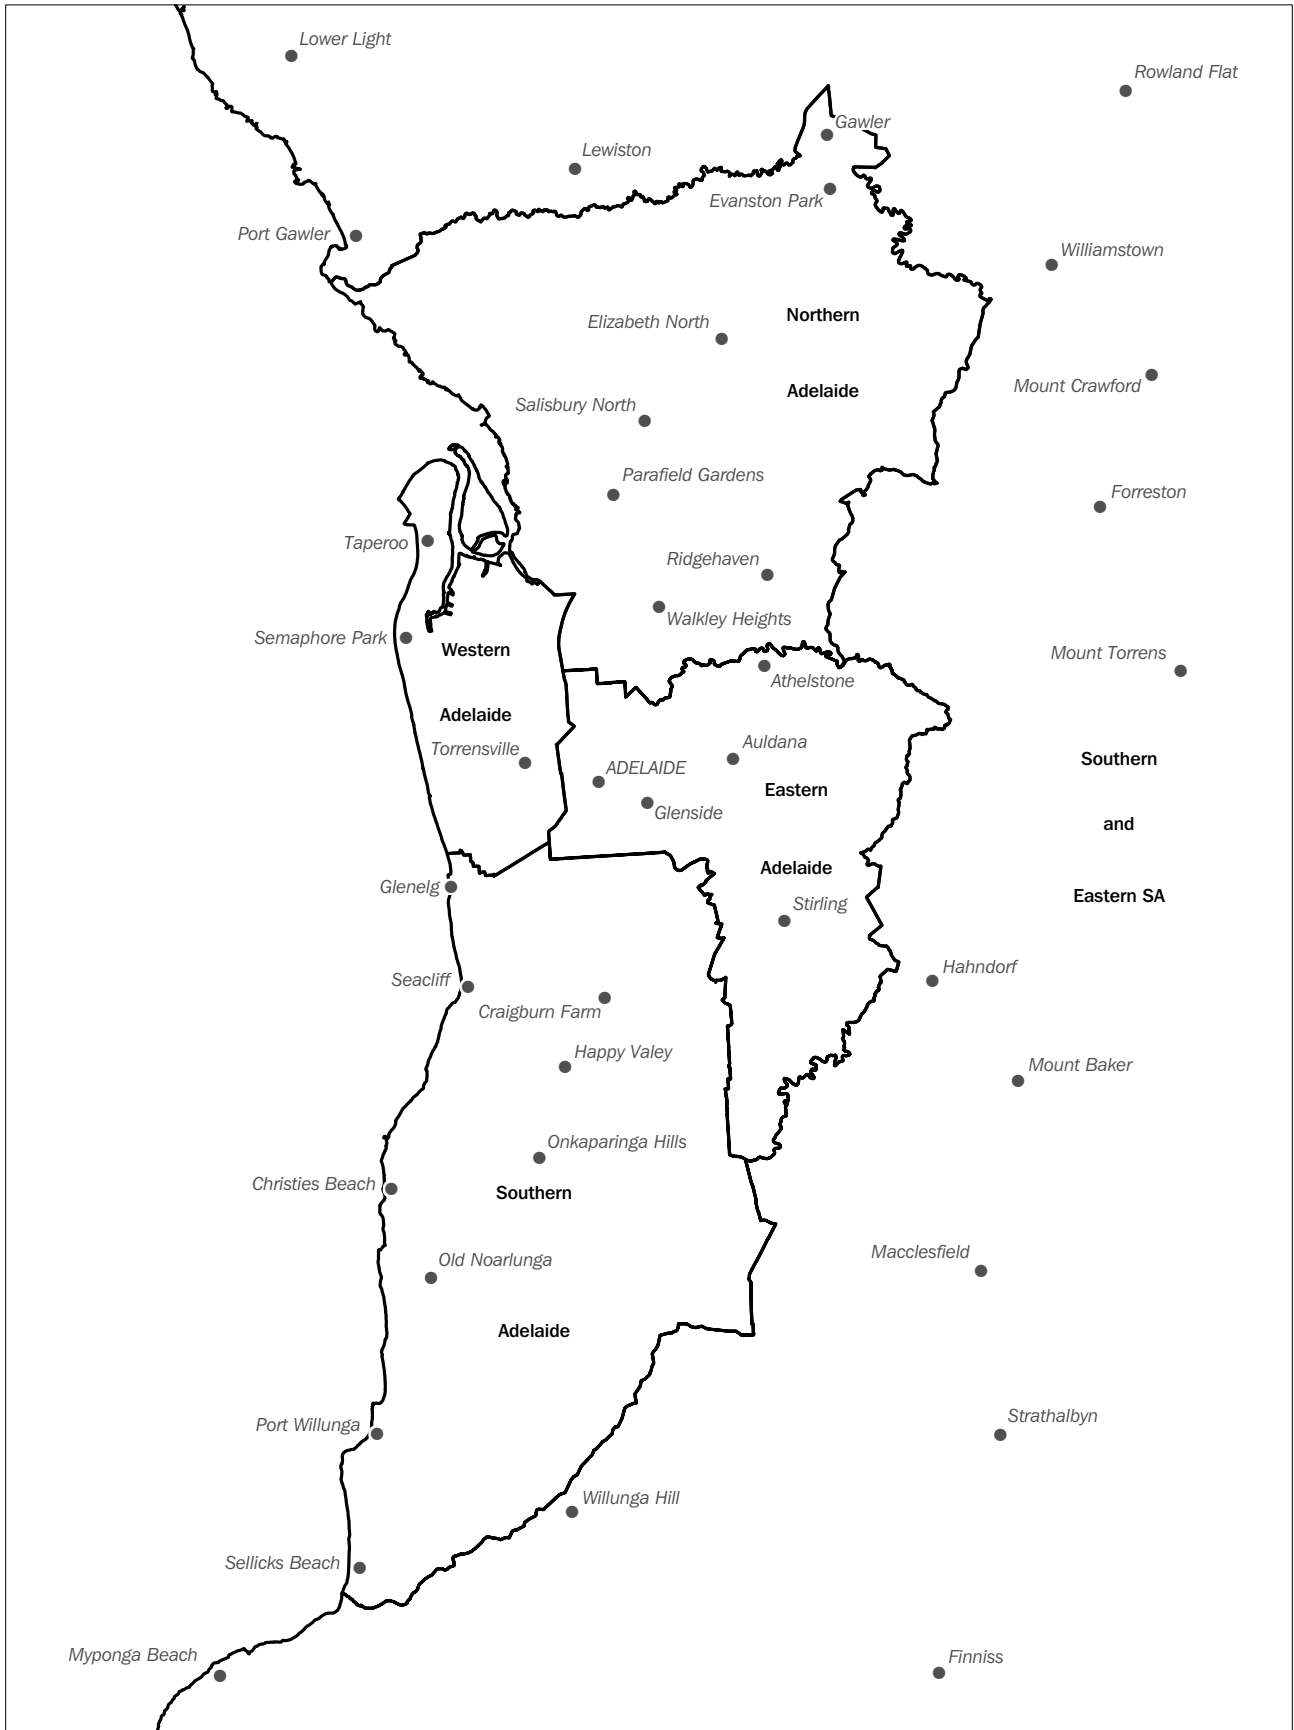 Lower Light
Rowland Flat
Gawler
Lewiston
Evanston Park
Port Gawler
Williamstown
Elizabeth North
Northern
Mount Crawford
Adelaide
Salisbury North
Parafield Gardens
Forreston
Taperoo
Ridgehaven
Walkley Heights
Semaphore Park
Western
Mount Torrens
Athelstone
Adelaide
Torrensville
Auldana
Southern
ADELAIDE
Eastern
Glenside
and
Adelaide
Glenelg
Eastern SA
Stirling
Hahndorf
Seacliff
Craigburn Farm
Happy Valey
Mount Baker
Onkaparinga Hills
Christies Beach
Southern
Macclesfield
Old Noarlunga
Adelaide
Port Willunga
Strathalbyn
Willunga Hill
Sellicks Beach
Myponga Beach
Finniss